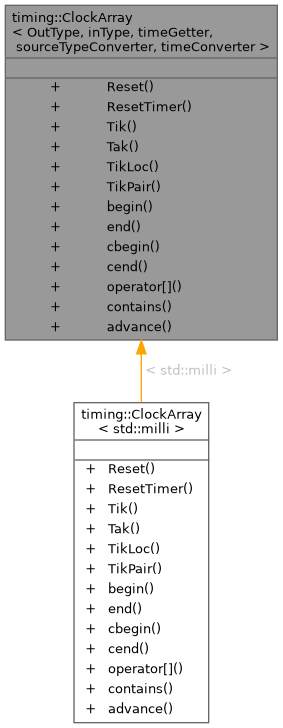 timing::ClockArray
< OutType, inType, timeGetter,
sourceTypeConverter, timeConverter >
+ Reset()
+ ResetTimer()
+ Tik()
+ Tak()
+ TikLoc()
+ TikPair()
+ begin()
+ end()
+ cbegin()
+ cend()
+ operator[]()
+ contains()
+ advance()
< std::milli >
timing::ClockArray
< std::milli >
+ Reset()
+ ResetTimer()
+ Tik()
+ Tak()
+ TikLoc()
+ TikPair()
+ begin()
+ end()
+ cbegin()
+ cend()
+ operator[]()
+ contains()
+ advance()